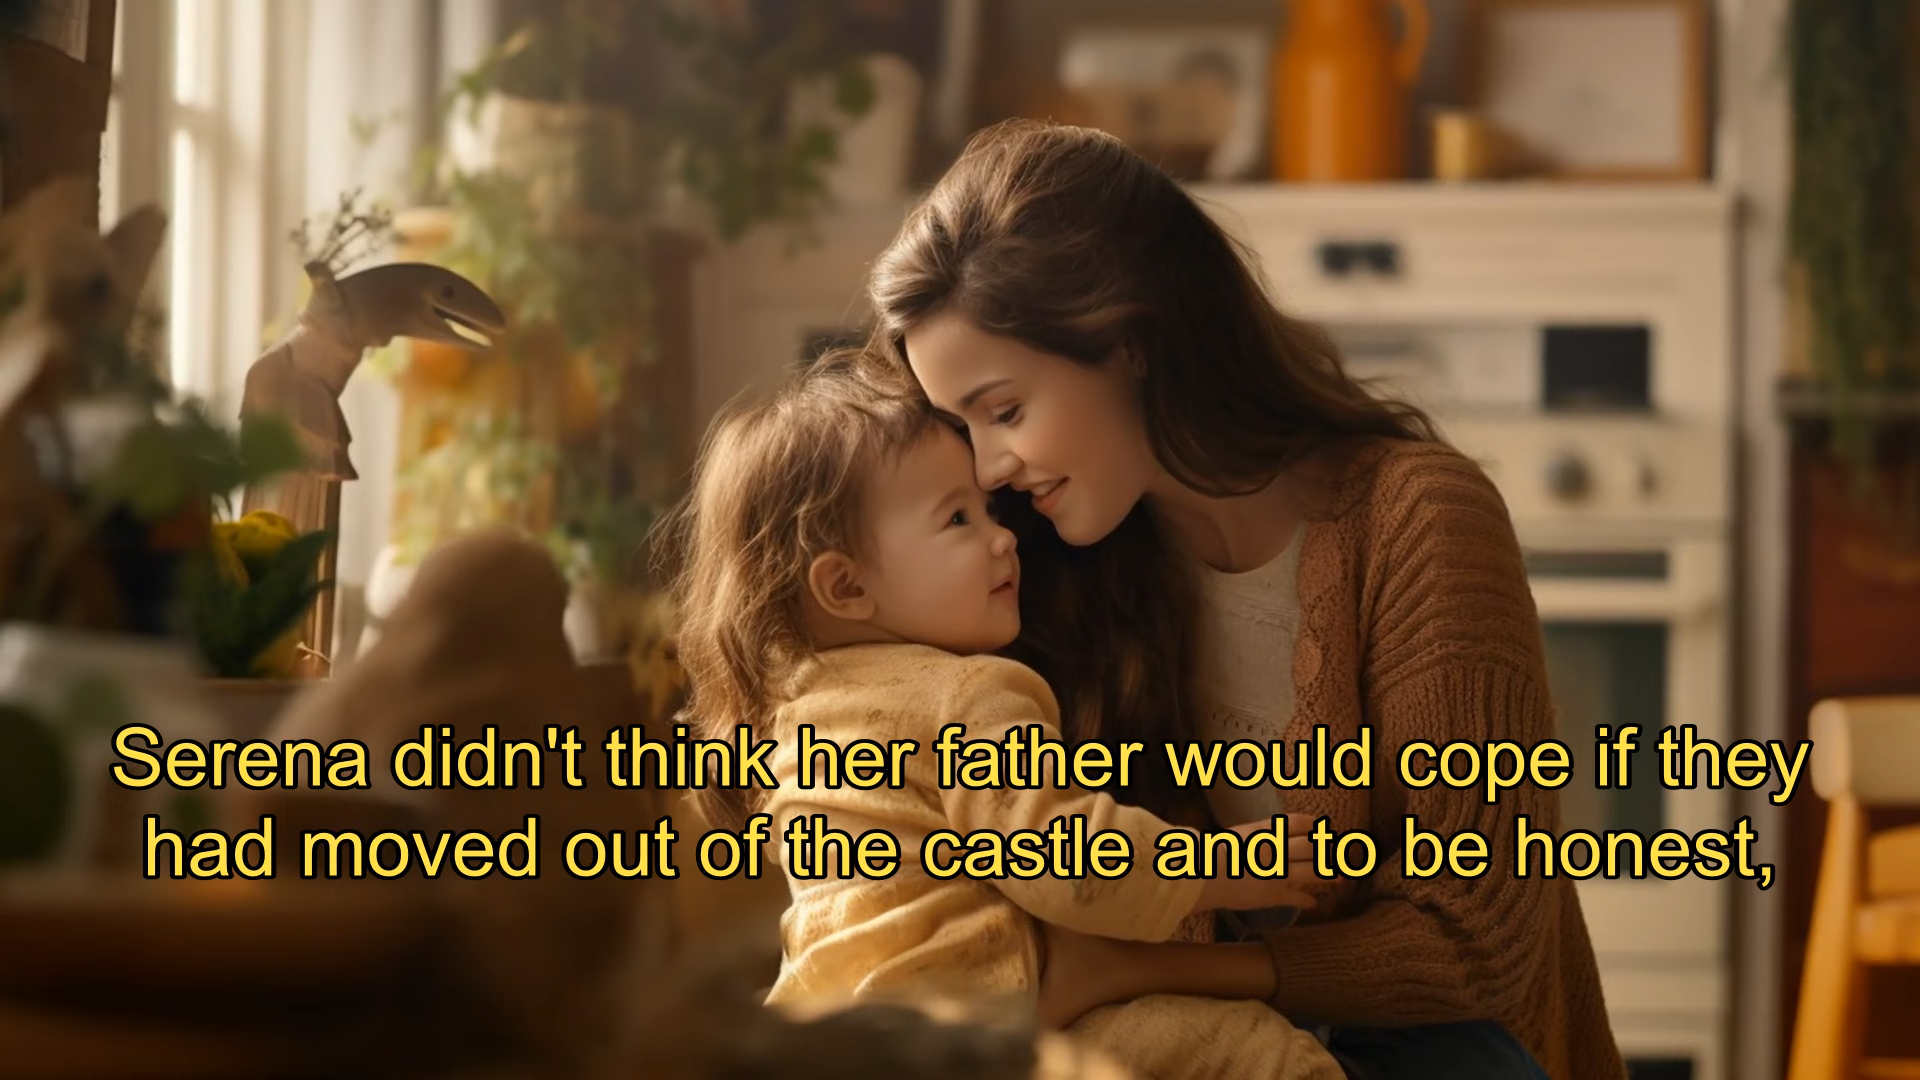 Serena didn't think her father would cope if they
had moved out of the castle and to be honest,